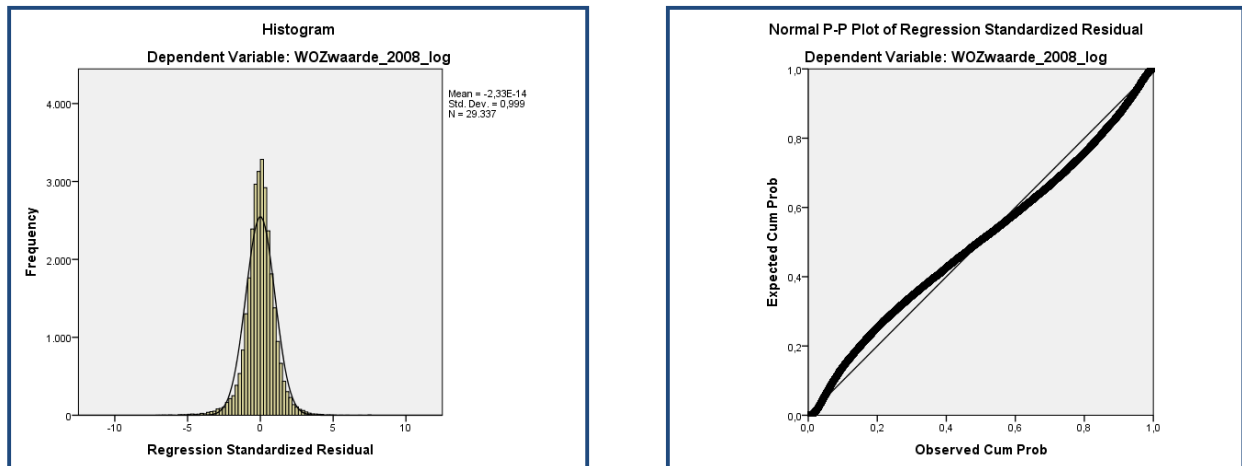 Histogram
Dependent Variable: WOZwaarde_2008_log
Mean = -2,33E-14
Std. Dev. = 0,999
N = 29.337
Frequency
4.000
3.000
2.000
1.000
0
-10
-5
0
5
10
Regression Standardized Residual
Normal P-P Plot of Regression Standardized Residual
Dependent Variable: WOZwaarde_2008_log
Expected Cum Prob
1,0
0,8
0,6
0,4
0,2
0,0
0,0
0,2
0,4
0,6
0,8
1,0
Observed Cum Prob